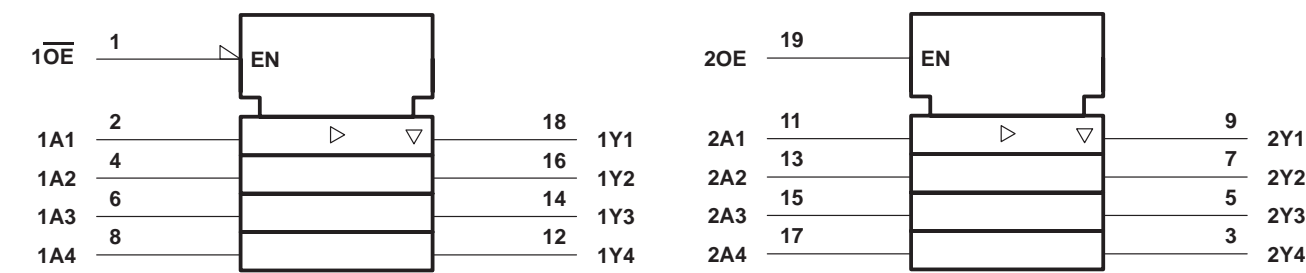 1O̅E̅ 1 EN
1A1 2 18 1Y1
1A2 4 16 1Y2
1A3 6 14 1Y3
1A4 8 12 1Y4
2OE 19 EN
2A1 11 9 2Y1
2A2 13 7 2Y2
2A3 15 5 2Y3
2A4 17 3 2Y4